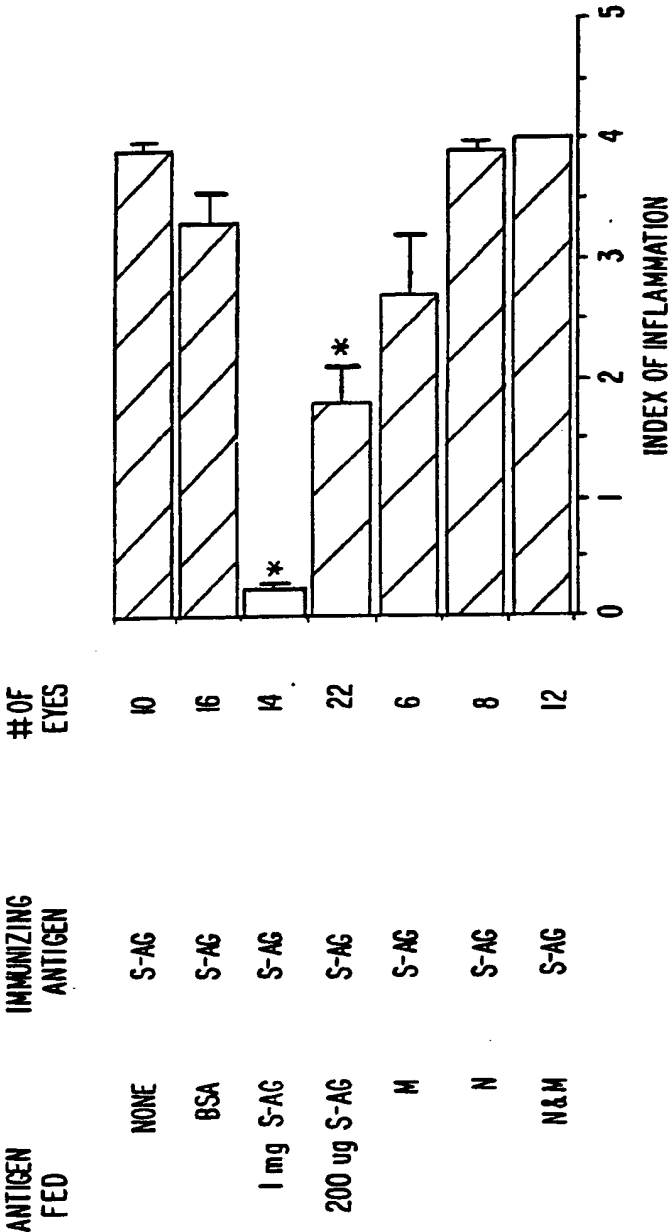 ANTIGEN FED IMMUNIZING ANTIGEN # OF EYES
NONE S-AG 10
BSA S-AG 16
1 mg S-AG S-AG 14 *
200 ug S-AG S-AG 22 *
M S-AG 6
N S-AG 8
N&M S-AG 12
0 1 2 3 4 5
INDEX OF INFLAMMATION